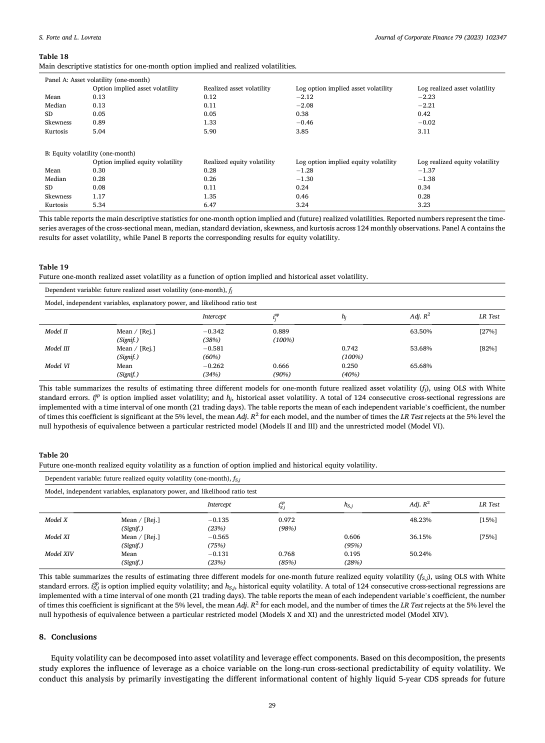 S. Forte and L. Lovreta
Journal of Corporate Finance 79 (2023) 102347
Table 18
Main descriptive statistics for one-month option implied and realized volatilities.
Panel A: Asset volatility (one-month)
Option implied asset volatility Realized asset volatility Log option implied asset volatility Log realized asset volatility
Mean 0.13 0.12 −2.12 −2.23
Median 0.13 0.11 −2.08 −2.21
SD 0.05 0.05 0.38 0.42
Skewness 0.89 1.33 −0.46 −0.02
Kurtosis 5.04 5.90 3.85 3.11
B: Equity volatility (one-month)
Option implied equity volatility Realized equity volatility Log option implied equity volatility Log realized equity volatility
Mean 0.30 0.28 −1.28 −1.37
Median 0.28 0.26 −1.30 −1.38
SD 0.08 0.11 0.24 0.34
Skewness 1.17 1.35 0.46 0.28
Kurtosis 5.34 6.47 3.24 3.23
This table reports the main descriptive statistics for one-month option implied and (future) realized volatilities. Reported numbers represent the time-
series averages of the cross-sectional mean, median, standard deviation, skewness, and kurtosis across 124 monthly observations. Panel A contains the
results for asset volatility, while Panel B reports the corresponding results for equity volatility.
Table 19
Future one-month realized asset volatility as a function of option implied and historical asset volatility.
Dependent variable: future realized asset volatility (one-month), fj
Model, independent variables, explanatory power, and likelihood ratio test
Intercept i_j^op h_j Adj. R² LR Test
Model II Mean / [Rej.] −0.342 0.889 63.50% [27%]
(Signif.) (38%) (100%)
Model III Mean / [Rej.] −0.581 0.742 53.68% [82%]
(Signif.) (60%) (100%)
Model VI Mean −0.262 0.666 0.250 65.68%
(Signif.) (34%) (90%) (40%)
This table summarizes the results of estimating three different models for one-month future realized asset volatility (fj), using OLS with White
standard errors. i_j^op is option implied asset volatility; and hj, historical asset volatility. A total of 124 consecutive cross-sectional regressions are
implemented with a time interval of one month (21 trading days). The table reports the mean of each independent variable's coefficient, the number
of times this coefficient is significant at the 5% level, the mean Adj. R² for each model, and the number of times the LR Test rejects at the 5% level the
null hypothesis of equivalence between a particular restricted model (Models II and III) and the unrestricted model (Model VI).
Table 20
Future one-month realized equity volatility as a function of option implied and historical equity volatility.
Dependent variable: future realized equity volatility (one-month), fS,j
Model, independent variables, explanatory power, and likelihood ratio test
Intercept i_S,j^op hS,j Adj. R² LR Test
Model X Mean / [Rej.] −0.135 0.972 48.23% [15%]
(Signif.) (23%) (98%)
Model XI Mean / [Rej.] −0.565 0.606 36.15% [75%]
(Signif.) (75%) (95%)
Model XIV Mean −0.131 0.768 0.195 50.24%
(Signif.) (23%) (85%) (28%)
This table summarizes the results of estimating three different models for one-month future realized equity volatility (fS,j), using OLS with White
standard errors. i_S,j^op is option implied equity volatility; and hS,j, historical equity volatility. A total of 124 consecutive cross-sectional regressions are
implemented with a time interval of one month (21 trading days). The table reports the mean of each independent variable's coefficient, the number
of times this coefficient is significant at the 5% level, the mean Adj. R² for each model, and the number of times the LR Test rejects at the 5% level the
null hypothesis of equivalence between a particular restricted model (Models X and XI) and the unrestricted model (Model XIV).
8. Conclusions
Equity volatility can be decomposed into asset volatility and leverage effect components. Based on this decomposition, the present
study explores the influence of leverage as a choice variable on the long-run cross-sectional predictability of equity volatility. We
conduct this analysis by primarily investigating the different informational content of highly liquid 5-year CDS spreads for future
29